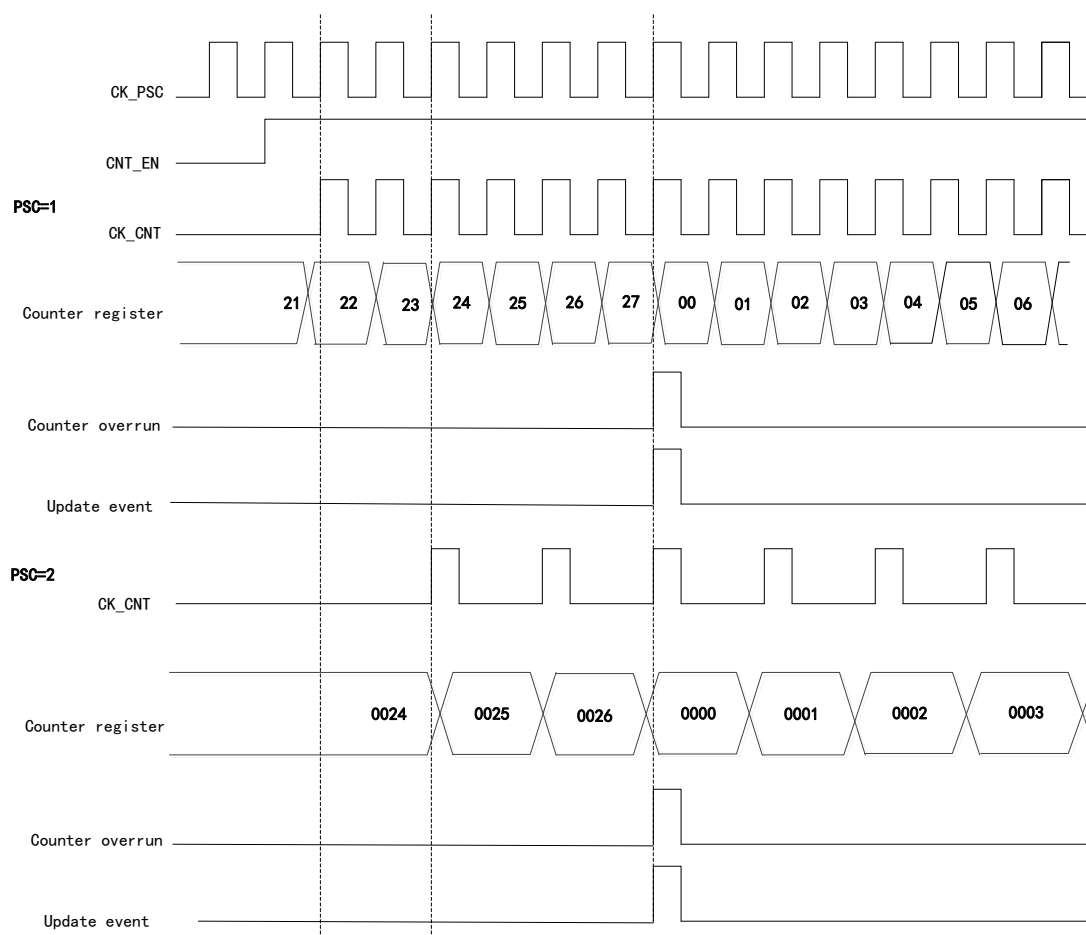 CK_PSC
CNT_EN
PSC=1
CK_CNT
Counter register 21 22 23 24 25 26 27 00 01 02 03 04 05 06
Counter overrun
Update event
PSC=2
CK_CNT
Counter register 0024 0025 0026 0000 0001 0002 0003
Counter overrun
Update event